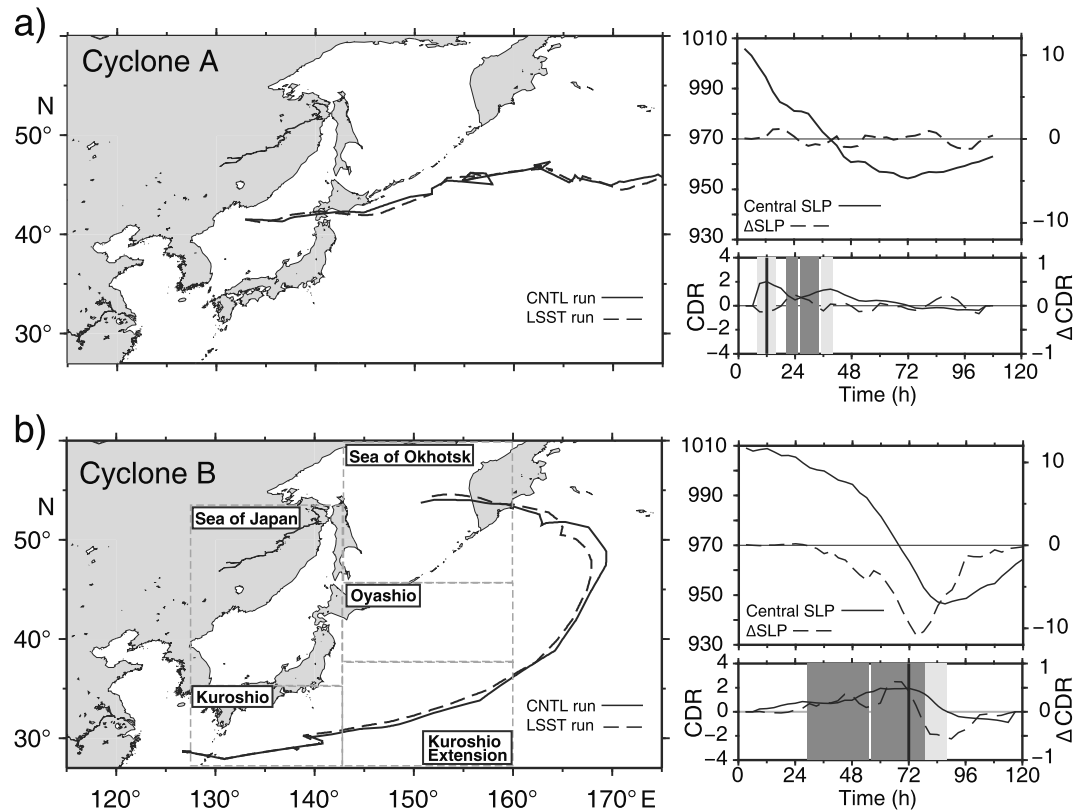 a)
Cyclone A
N
50°
40°
30°
CNTL run
LSST run
1010
990
970
950
930
10
0
−10
Central SLP
ΔSLP
4
2
0
−2
−4
CDR
1
0
−1
ΔCDR
0 24 48 72 96 120
Time (h)
b)
Cyclone B
N
50°
40°
30°
Sea of Okhotsk
Sea of Japan
Oyashio
Kuroshio
CNTL run
LSST run
Kuroshio
Extension
120° 130° 140° 150° 160° 170° E
1010
990
970
950
930
10
0
−10
Central SLP
ΔSLP
4
2
0
−2
−4
CDR
1
0
−1
ΔCDR
0 24 48 72 96 120
Time (h)